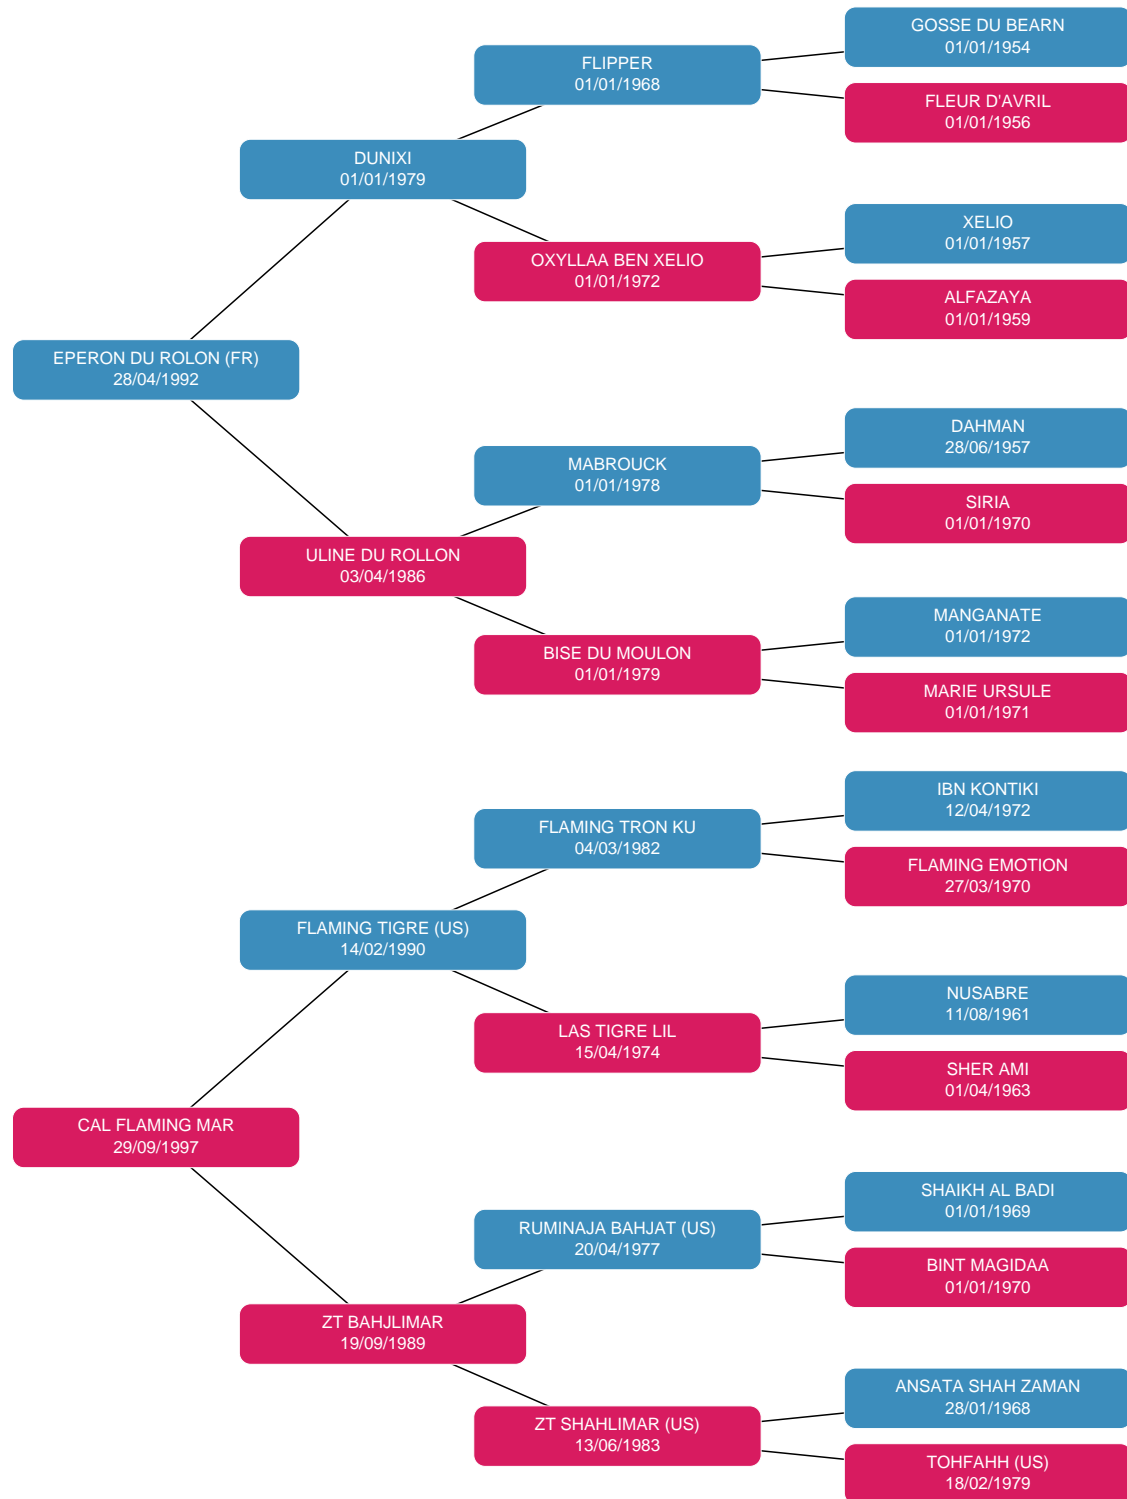 GOSSE DU BEARN
01/01/1954
FLIPPER
01/01/1968
FLEUR D'AVRIL
01/01/1956
DUNIXI
01/01/1979
XELIO
01/01/1957
OXYLLAA BEN XELIO
01/01/1972
ALFAZAYA
01/01/1959
EPERON DU ROLON (FR)
28/04/1992
DAHMAN
28/06/1957
MABROUCK
01/01/1978
SIRIA
01/01/1970
ULINE DU ROLLON
03/04/1986
MANGANATE
01/01/1972
BISE DU MOULON
01/01/1979
MARIE URSULE
01/01/1971
IBN KONTIKI
12/04/1972
FLAMING TRON KU
04/03/1982
FLAMING EMOTION
27/03/1970
FLAMING TIGRE (US)
14/02/1990
NUSABRE
11/08/1961
LAS TIGRE LIL
15/04/1974
SHER AMI
01/04/1963
CAL FLAMING MAR
29/09/1997
SHAIKH AL BADI
01/01/1969
RUMINAJA BAHJAT (US)
20/04/1977
BINT MAGIDAA
01/01/1970
ZT BAHJLIMAR
19/09/1989
ANSATA SHAH ZAMAN
28/01/1968
ZT SHAHLIMAR (US)
13/06/1983
TOHFAHH (US)
18/02/1979